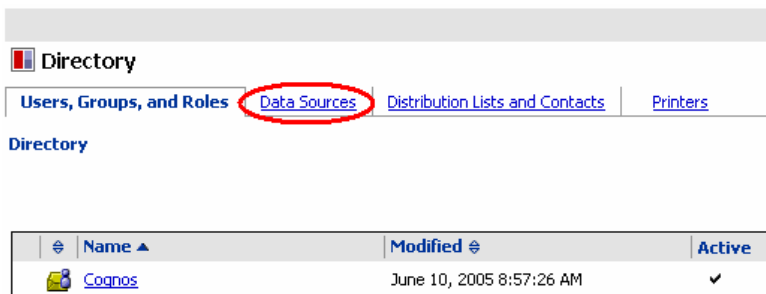 Directory
Users, Groups, and Roles Data Sources Distribution Lists and Contacts Printers
Directory
Name Modified Active
Cognos June 10, 2005 8:57:26 AM